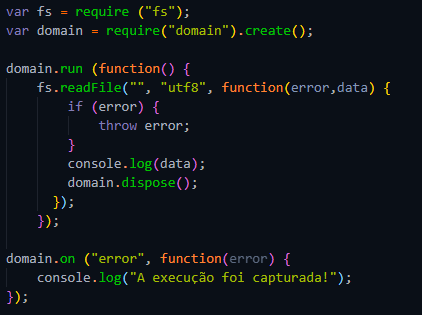 var fs = require ("fs");
var domain = require("domain").create();
domain.run (function() {
fs.readFile("", "utf8", function(error,data) {
if (error) {
throw error;
}
console.log(data);
domain.dispose();
});
});
domain.on ("error", function(error) {
console.log("A execução foi capturada!");
});